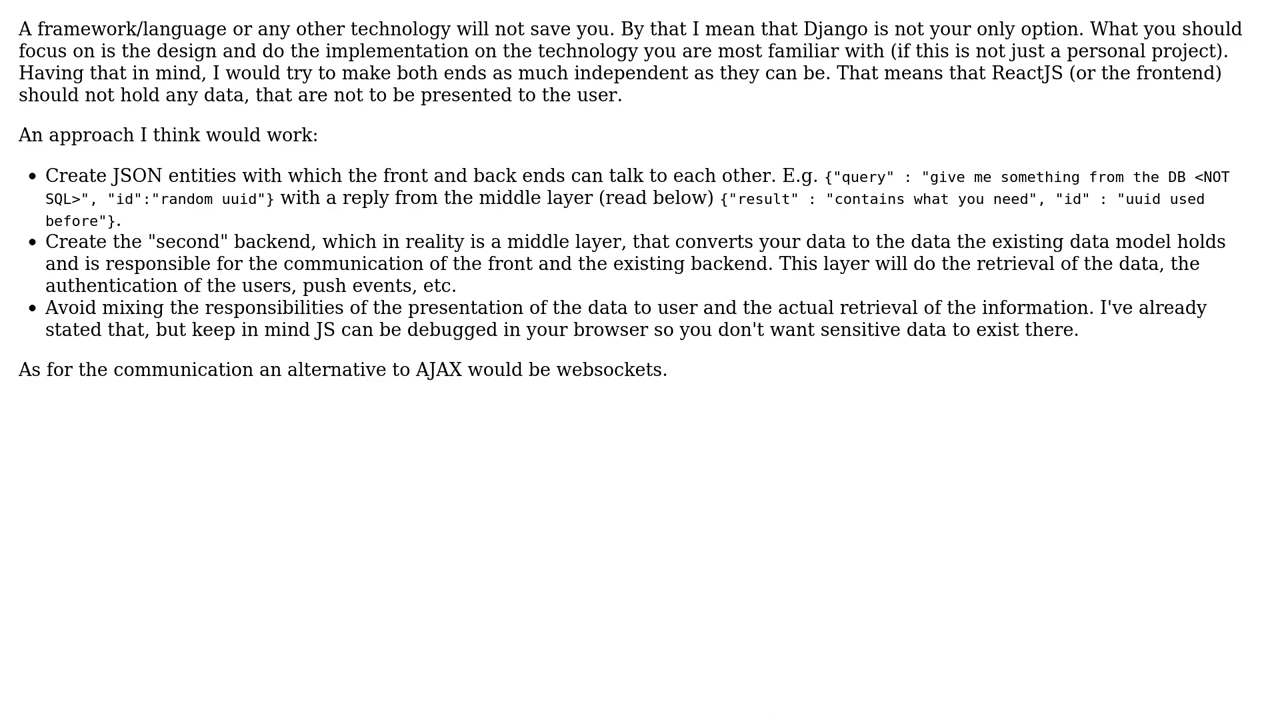 A framework/language or any other technology will not save you. By that I mean that Django is not your only option. What you should
focus on is the design and do the implementation on the technology you are most familiar with (if this is not just a personal project).
Having that in mind, I would try to make both ends as much independent as they can be. That means that ReactJS (or the frontend)
should not hold any data, that are not to be presented to the user.
An approach I think would work:
• Create JSON entities with which the front and back ends can talk to each other. E.g. {"query" : "give me something from the DB <NOT
SQL>", "id":"random uuid"} with a reply from the middle layer (read below) {"result" : "contains what you need", "id" : "uuid used
before"}.
• Create the "second" backend, which in reality is a middle layer, that converts your data to the data the existing data model holds
and is responsible for the communication of the front and the existing backend. This layer will do the retrieval of the data, the
authentication of the users, push events, etc.
• Avoid mixing the responsibilities of the presentation of the data to user and the actual retrieval of the information. I've already
stated that, but keep in mind JS can be debugged in your browser so you don't want sensitive data to exist there.
As for the communication an alternative to AJAX would be websockets.